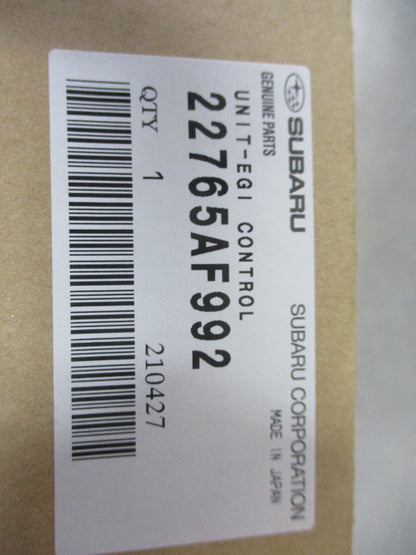 SUBARU SUBARU CORPORATION
GENUINE PARTS MADE IN JAPAN
UNIT-EGI CONTROL
22765AF992
QTY 1 210427